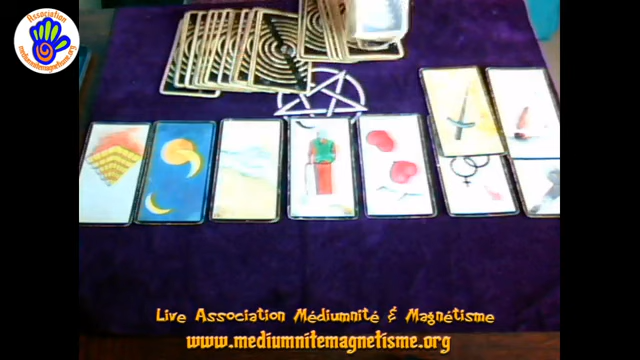 Association
mediumnitemagnetisme.org
Live Association Médiumnité & Magnétisme
www.mediumnitemagnetisme.org